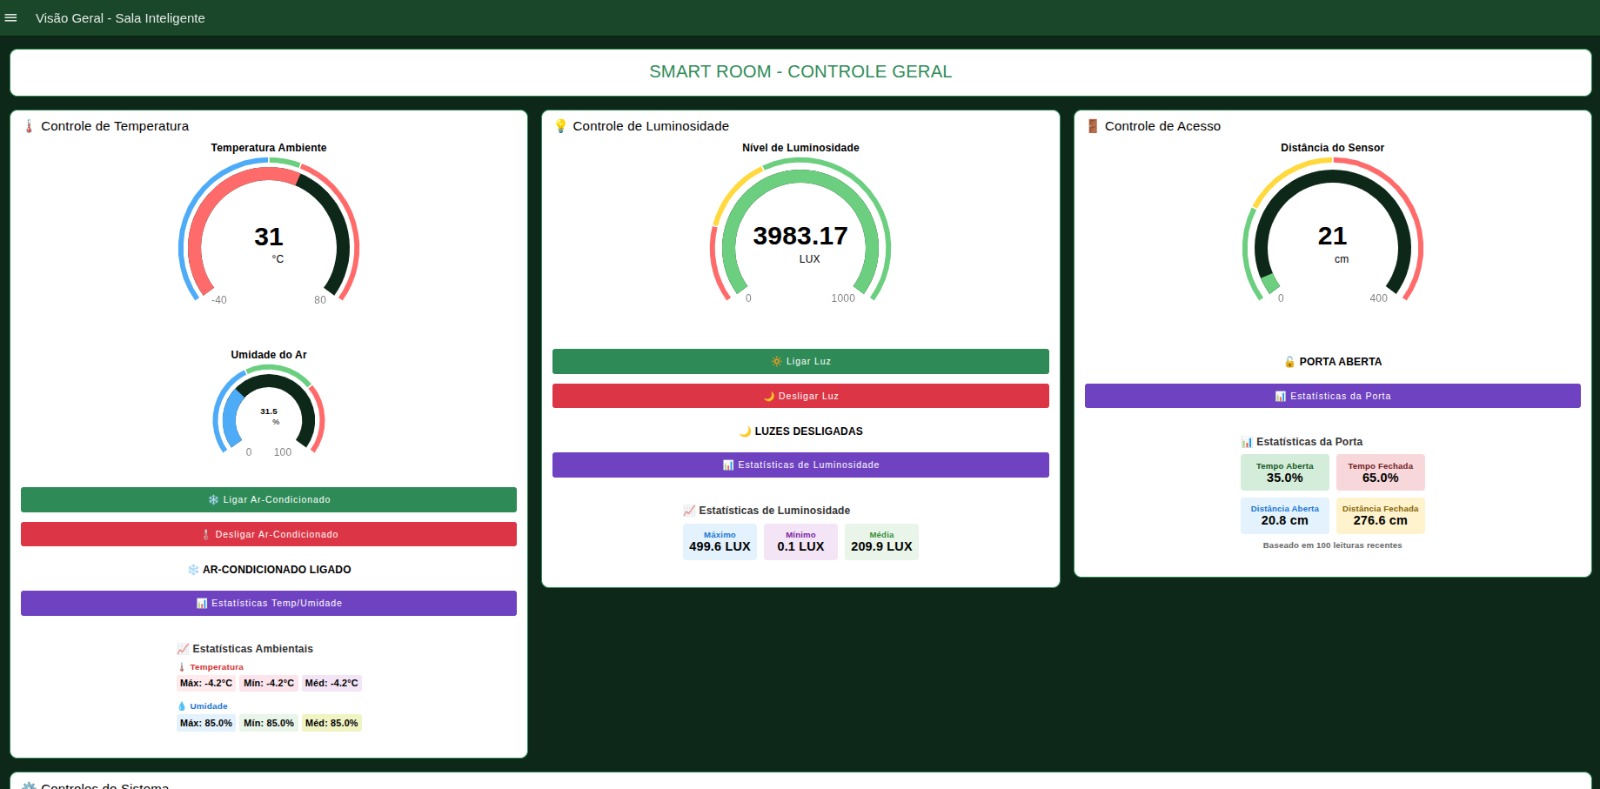 Visão Geral - Sala Inteligente
SMART ROOM - CONTROLE GERAL
🌡️ Controle de Temperatura
Temperatura Ambiente
31
°C
-40 80
Umidade do Ar
31.5
%
0 100
❄️ Ligar Ar-Condicionado
🌡️ Desligar Ar-Condicionado
❄️ AR-CONDICIONADO LIGADO
📊 Estatísticas Temp/Umidade
📈 Estatísticas Ambientais
🌡️ Temperatura
Máx: -4.2°C Mín: -4.2°C Méd: -4.2°C
💧 Umidade
Máx: 85.0% Mín: 85.0% Méd: 85.0%
💡 Controle de Luminosidade
Nível de Luminosidade
3983.17
LUX
0 1000
🔆 Ligar Luz
🌙 Desligar Luz
🌙 LUZES DESLIGADAS
📊 Estatísticas de Luminosidade
📈 Estatísticas de Luminosidade
Máximo Mínimo Média
499.6 LUX 0.1 LUX 209.9 LUX
🚪 Controle de Acesso
Distância do Sensor
21
cm
0 400
🔓 PORTA ABERTA
📊 Estatísticas da Porta
📊 Estatísticas da Porta
Tempo Aberta Tempo Fechada
35.0% 65.0%
Distância Aberta Distância Fechada
20.8 cm 276.6 cm
Baseado em 100 leituras recentes
⚙️ Controles do Sistema